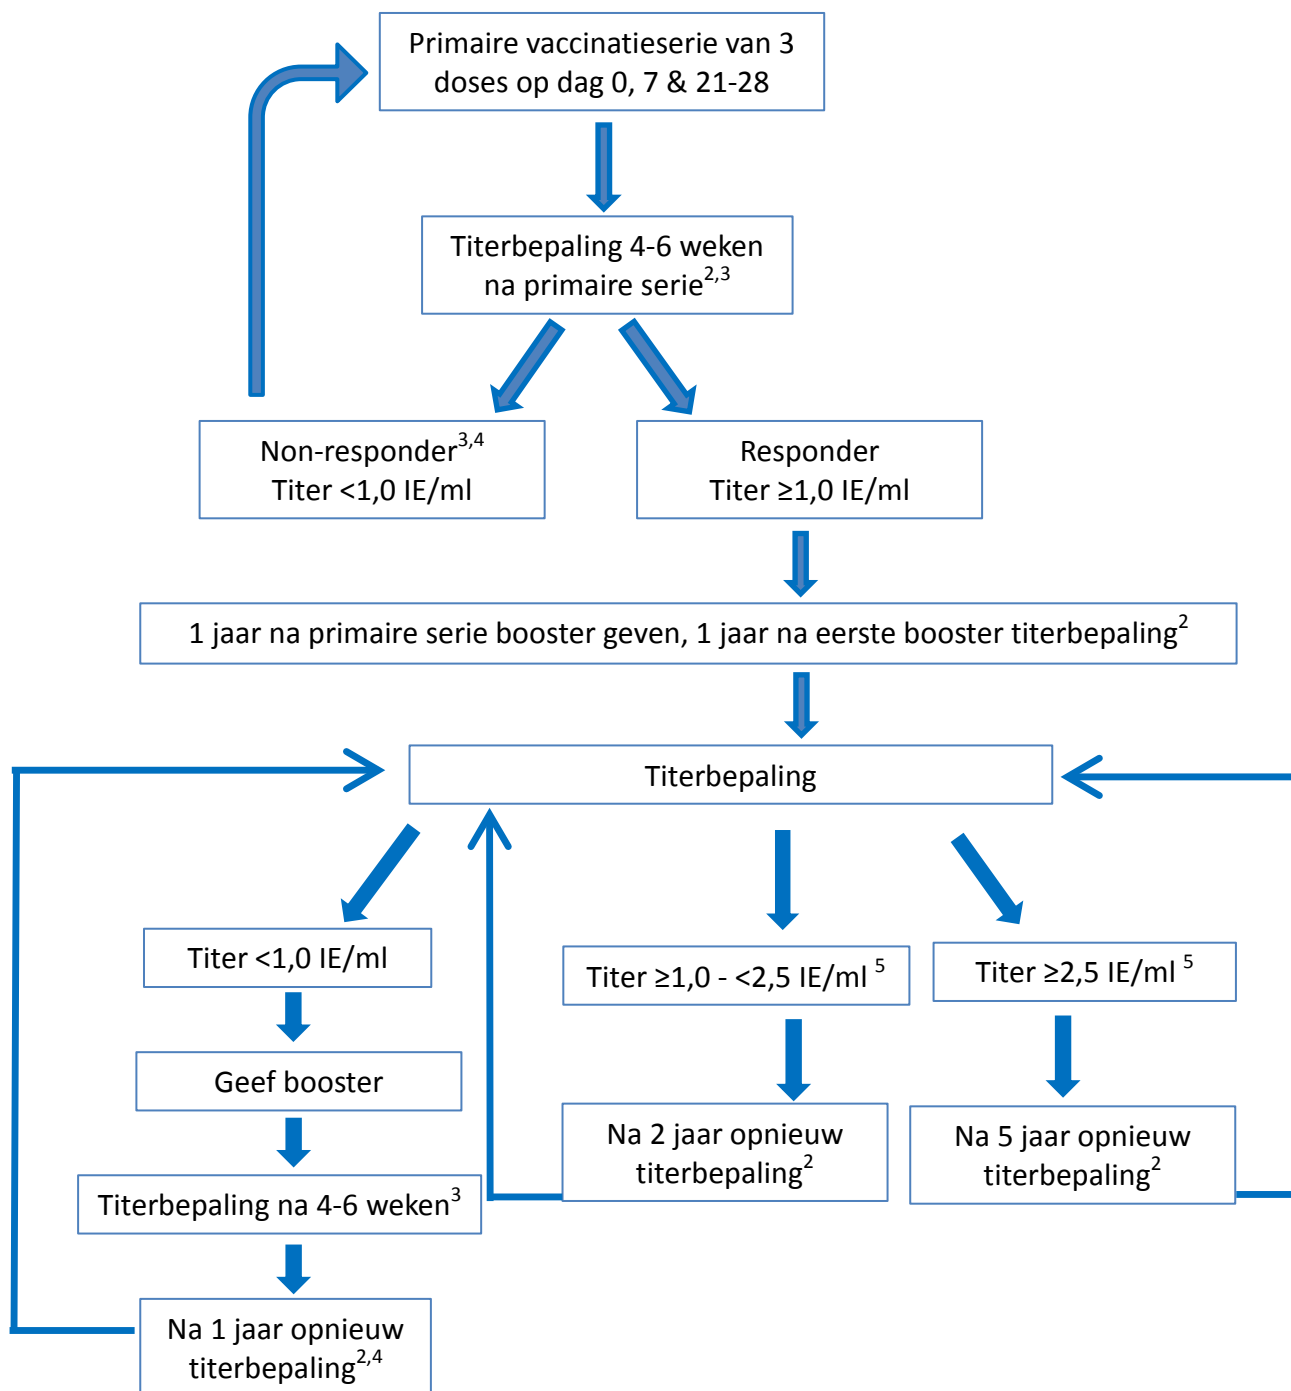 Primaire vaccinatieserie van 3
doses op dag 0, 7 & 21-28
Titerbepaling 4-6 weken
na primaire serie2,3
Non-responder3,4
Titer <1,0 IE/ml
Responder
Titer ≥1,0 IE/ml
1 jaar na primaire serie booster geven, 1 jaar na eerste booster titerbepaling2
Titerbepaling
Titer <1,0 IE/ml
Titer ≥1,0 - <2,5 IE/ml 5
Titer ≥2,5 IE/ml 5
Geef booster
Na 2 jaar opnieuw
titerbepaling2
Na 5 jaar opnieuw
titerbepaling2
Titerbepaling na 4-6 weken3
Na 1 jaar opnieuw
titerbepaling2,4